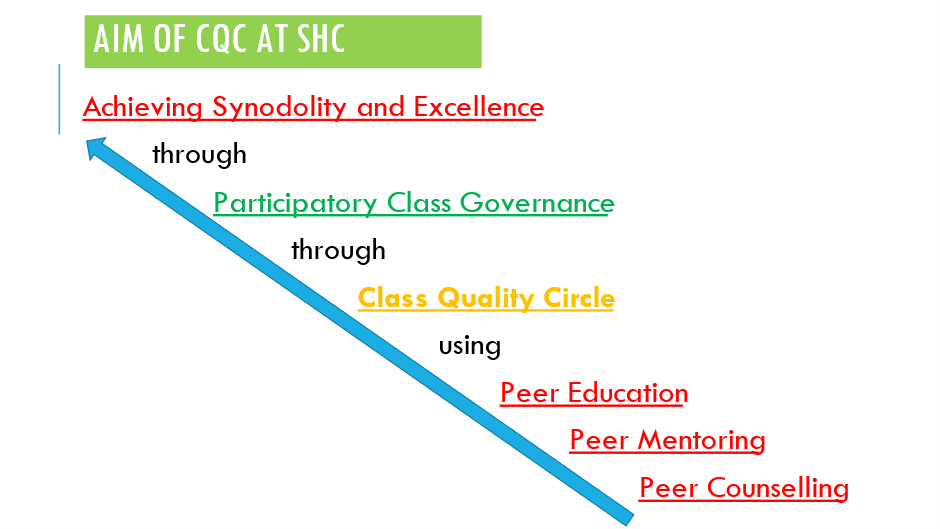 AIM OF CQC AT SHC
Achieving Synodolity and Excellence
through
Participatory Class Governance
through
Class Quality Circle
using
Peer Education
Peer Mentoring
Peer Counselling